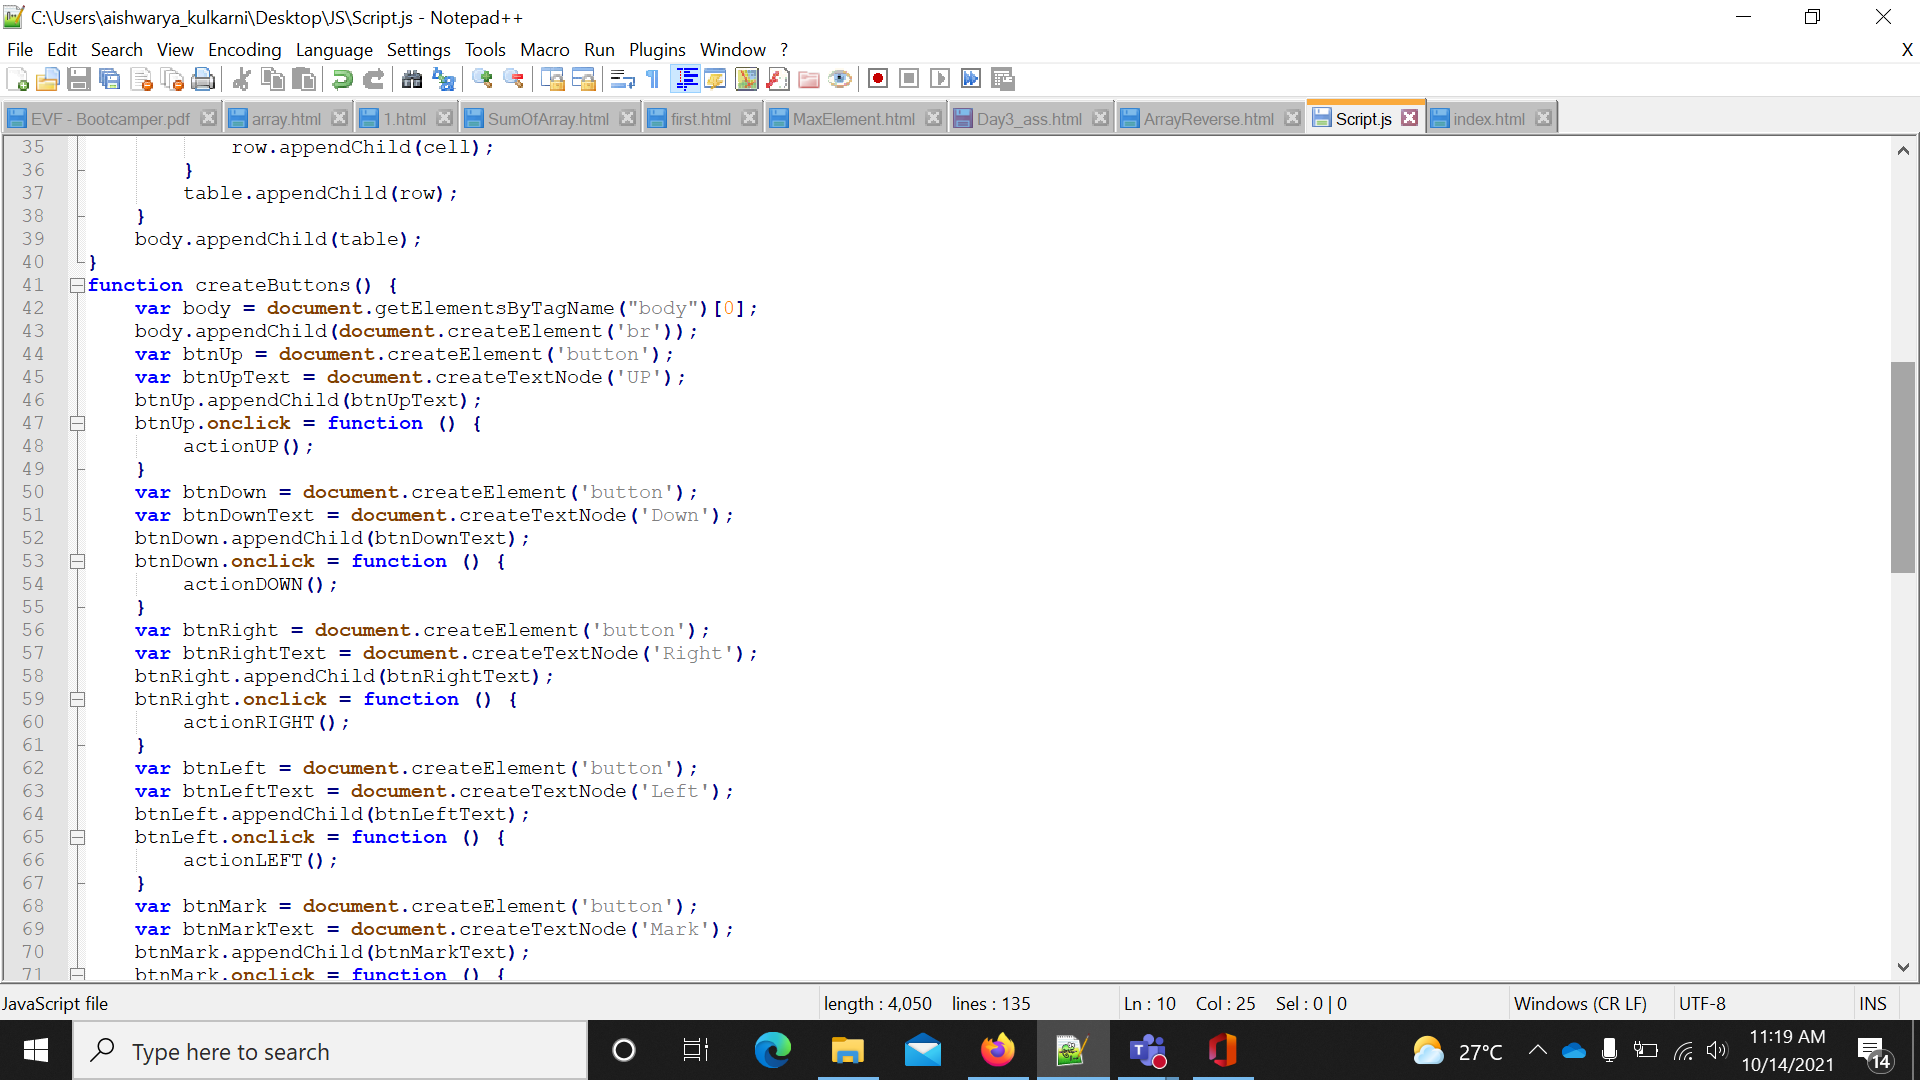 C:\Users\aishwarya_kulkarni\Desktop\JS\Script.js - Notepad++
File Edit Search View Encoding Language Settings Tools Macro Run Plugins Window ? X
EVF - Bootcamper.pdf array.html 1.html SumOfArray.html first.html MaxElement.html Day3_ass.html ArrayReverse.html Script.js index.html
35 row.appendChild(cell);
36 }
37 table.appendChild(row);
38 }
39 body.appendChild(table);
40 }
41 function createButtons() {
42 var body = document.getElementsByTagName("body")[0];
43 body.appendChild(document.createElement('br'));
44 var btnUp = document.createElement('button');
45 var btnUpText = document.createTextNode('UP');
46 btnUp.appendChild(btnUpText);
47 btnUp.onclick = function () {
48 actionUP();
49 }
50 var btnDown = document.createElement('button');
51 var btnDownText = document.createTextNode('Down');
52 btnDown.appendChild(btnDownText);
53 btnDown.onclick = function () {
54 actionDOWN();
55 }
56 var btnRight = document.createElement('button');
57 var btnRightText = document.createTextNode('Right');
58 btnRight.appendChild(btnRightText);
59 btnRight.onclick = function () {
60 actionRIGHT();
61 }
62 var btnLeft = document.createElement('button');
63 var btnLeftText = document.createTextNode('Left');
64 btnLeft.appendChild(btnLeftText);
65 btnLeft.onclick = function () {
66 actionLEFT();
67 }
68 var btnMark = document.createElement('button');
69 var btnMarkText = document.createTextNode('Mark');
70 btnMark.appendChild(btnMarkText);
71 btnMark.onclick = function () {
JavaScript file length : 4,050 lines : 135 Ln : 10 Col : 25 Sel : 0 | 0 Windows (CR LF) UTF-8 INS
Type here to search 27°C 11:19 AM
10/14/2021 14